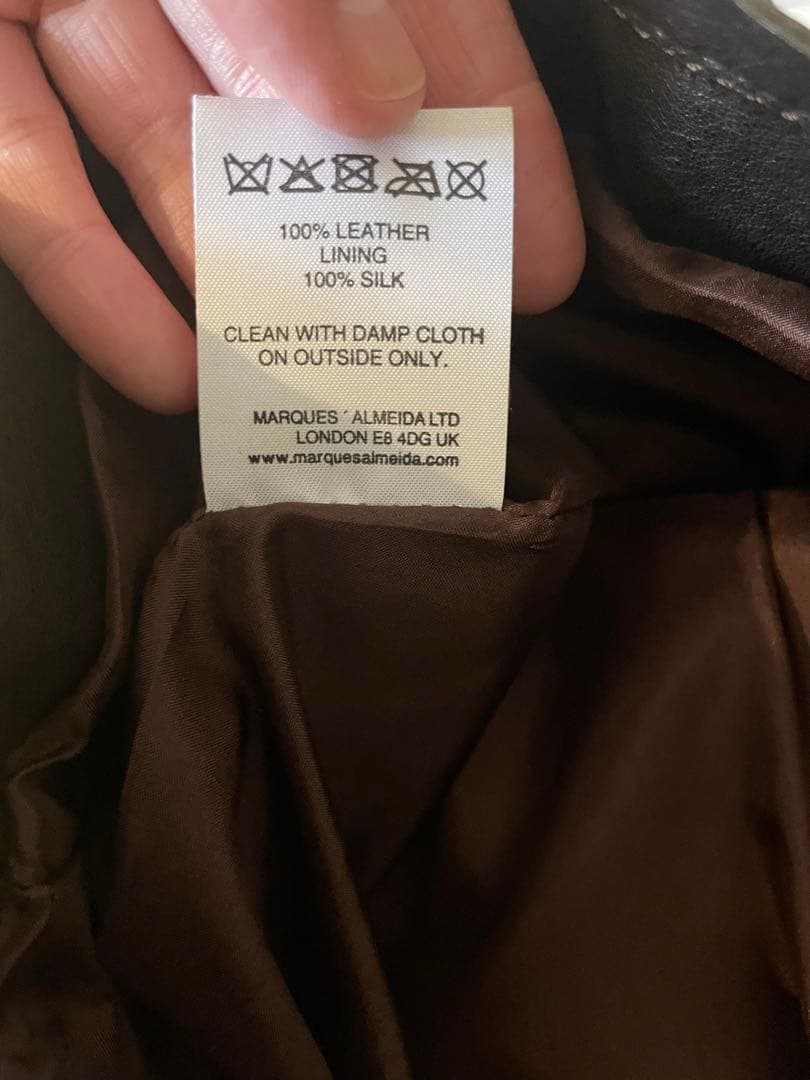 100% LEATHER
LINING
100% SILK
CLEAN WITH DAMP CLOTH
ON OUTSIDE ONLY.
MARQUES ´ ALMEIDA LTD
LONDON E8 4DG UK
www.marquesalmeida.com